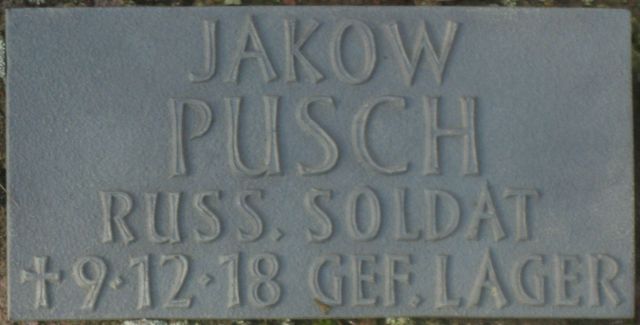 JAKOW
PUSCH
RUSS. SOLDAT
✝ 9·12·18 GEF. LAGER